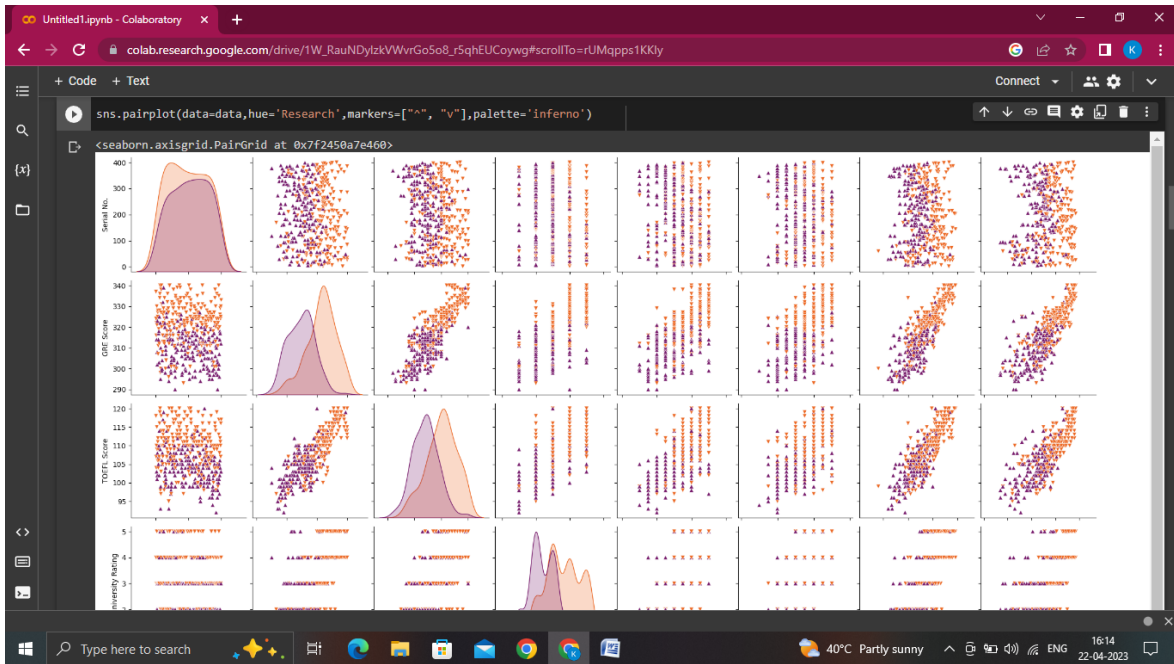 Untitled1.ipynb - Colaboratory
colab.research.google.com/drive/1W_RauNDylzkVWvrGo5o8_r5qhEUCoywg#scrollTo=rUMqpps1KKIy
K
+ Code + Text
Connect
sns.pairplot(data=data,hue='Research',markers=["^", "v"],palette='inferno')
{x}
<seaborn.axisgrid.PairGrid at 0x7f2450a7e460>
400
300
200
100
0
Serial No.
340
330
320
310
300
290
GRE Score
120
115
110
105
100
95
TOEFL Score
5
4
3
Type here to search
40°C Partly sunny
ENG
16:14
22-04-2023